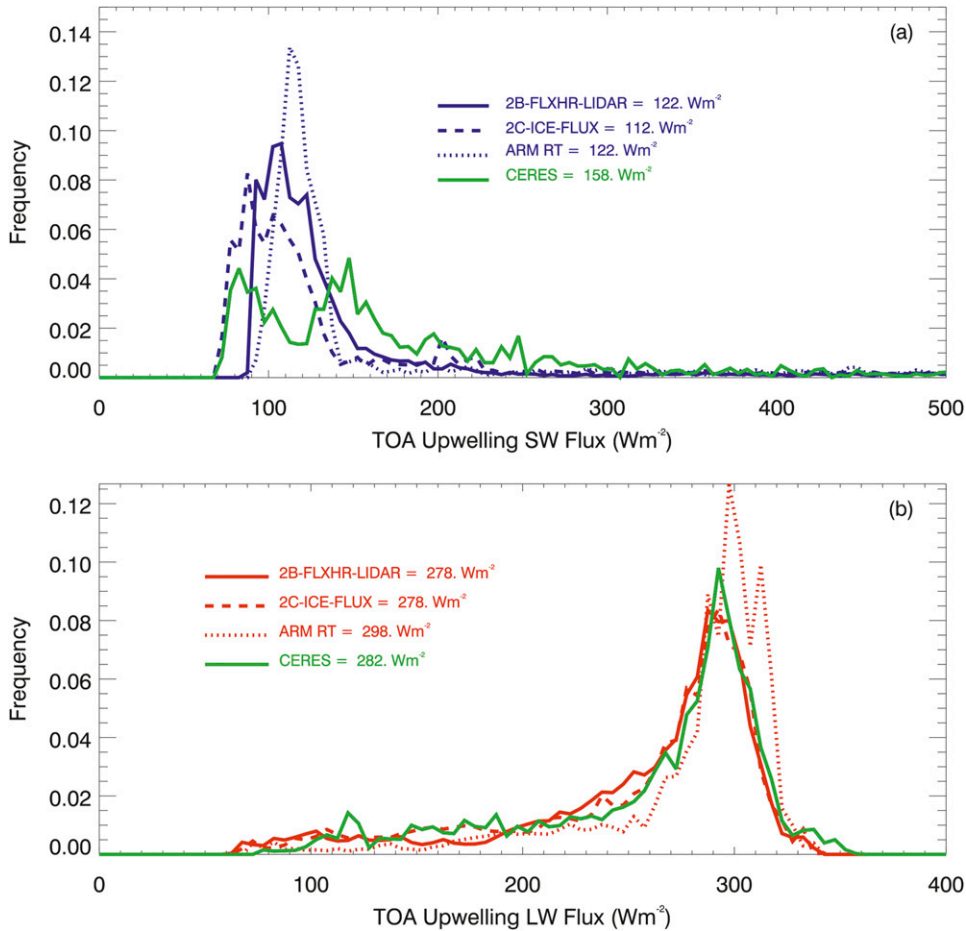 (a)
0.14
0.12
0.10
0.08
0.06
0.04
0.02
0.00
Frequency
2B-FLXHR-LIDAR = 122. Wm-2
2C-ICE-FLUX = 112. Wm-2
ARM RT = 122. Wm-2
CERES = 158. Wm-2
0 100 200 300 400 500
TOA Upwelling SW Flux (Wm-2)
(b)
0.12
0.10
0.08
0.06
0.04
0.02
0.00
Frequency
2B-FLXHR-LIDAR = 278. Wm-2
2C-ICE-FLUX = 278. Wm-2
ARM RT = 298. Wm-2
CERES = 282. Wm-2
0 100 200 300 400
TOA Upwelling LW Flux (Wm-2)